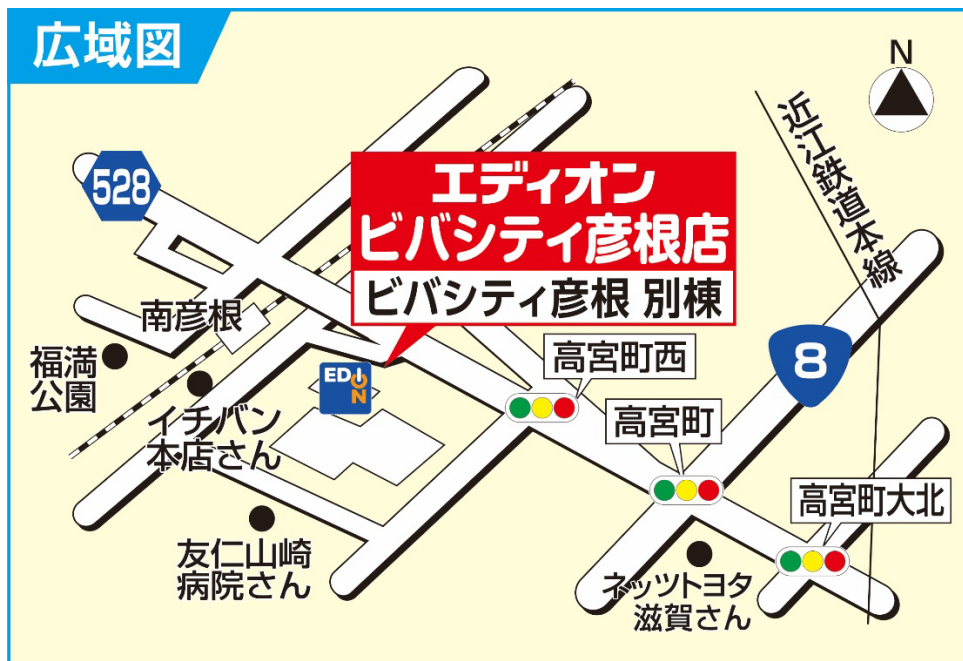 広域図
N
528
エディオン
ビバシティ彦根店
ビバシティ彦根 別棟
近江鉄道本線
南彦根
福満
公園
イチバン
本店さん
EDION
高宮町西
8
高宮町
高宮町大北
友仁山崎
病院さん
ネッツトヨタ
滋賀さん